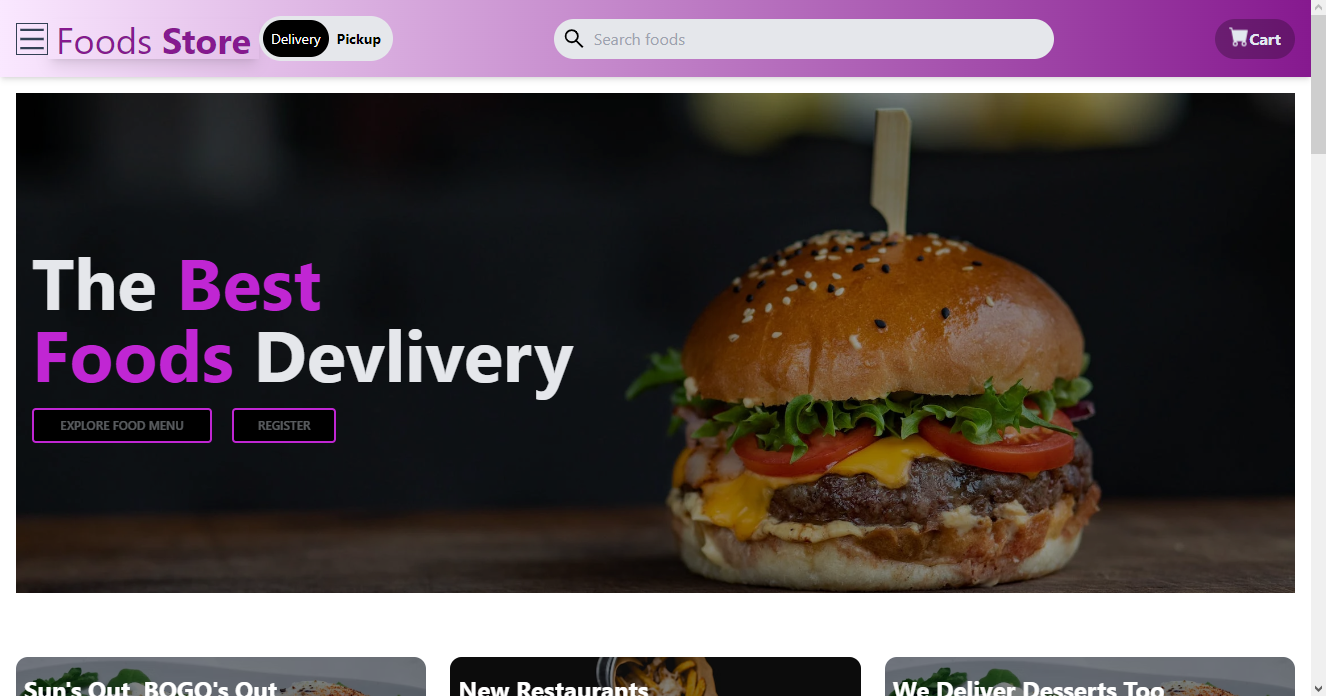 Foods Store
Delivery
Pickup
Search foods
Cart
The Best
Foods Devlivery
EXPLORE FOOD MENU
REGISTER
Sun's Out, BOGO's Out
New Restaurants
We Deliver Desserts Too